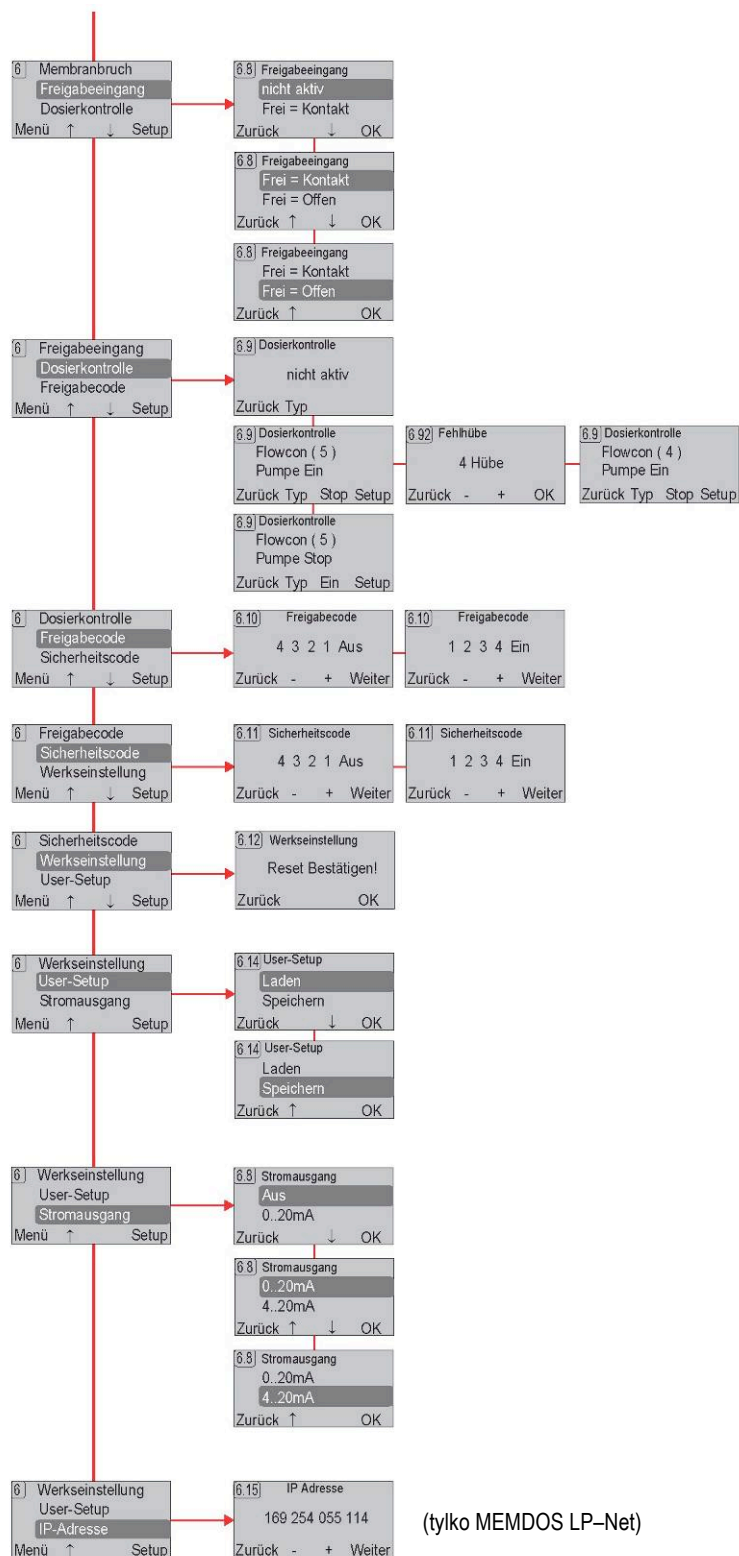 6 Membranbruch
Freigabeeingang
Dosierkontrolle
Menü ↑ ↓ Setup
6.8 Freigabeeingang
nicht aktiv
Frei = Kontakt
Zurück ↓ OK
6.8 Freigabeeingang
Frei = Kontakt
Frei = Offen
Zurück ↑ ↓ OK
6.8 Freigabeeingang
Frei = Kontakt
Frei = Offen
Zurück ↑ OK
6 Freigabeeingang
Dosierkontrolle
Freigabecode
Menü ↑ ↓ Setup
6.9 Dosierkontrolle
nicht aktiv
Zurück Typ
6.9 Dosierkontrolle
Flowcon ( 5 )
Pumpe Ein
Zurück Typ Stop Setup
6.92 Fehlhübe
4 Hübe
Zurück - + OK
6.9 Dosierkontrolle
Flowcon ( 4 )
Pumpe Ein
Zurück Typ Stop Setup
6.9 Dosierkontrolle
Flowcon ( 5 )
Pumpe Stop
Zurück Typ Ein Setup
6 Dosierkontrolle
Freigabecode
Sicherheitscode
Menü ↑ ↓ Setup
6.10 Freigabecode
4 3 2 1 Aus
Zurück - + Weiter
6.10 Freigabecode
1 2 3 4 Ein
Zurück - + Weiter
6 Freigabecode
Sicherheitscode
Werkseinstellung
Menü ↑ ↓ Setup
6.11 Sicherheitscode
4 3 2 1 Aus
Zurück - + Weiter
6.11 Sicherheitscode
1 2 3 4 Ein
Zurück - + Weiter
6 Sicherheitscode
Werkseinstellung
User-Setup
Menü ↑ ↓ Setup
6.12 Werkseinstellung
Reset Bestätigen!
Zurück OK
6 Werkseinstellung
User-Setup
Stromausgang
Menü ↑ Setup
6.14 User-Setup
Laden
Speichern
Zurück ↓ OK
6.14 User-Setup
Laden
Speichern
Zurück ↑ OK
6 Werkseinstellung
User-Setup
Stromausgang
Menü ↑ Setup
6.8 Stromausgang
Aus
0..20mA
Zurück ↓ OK
6.8 Stromausgang
0..20mA
4..20mA
Zurück ↑ ↓ OK
6.8 Stromausgang
0..20mA
4..20mA
Zurück ↑ OK
6 Werkseinstellung
User-Setup
IP-Adresse
Menü ↑ Setup
6.15 IP Adresse
169 254 055 114
Zurück - + Weiter
(tylko MEMDOS LP–Net)